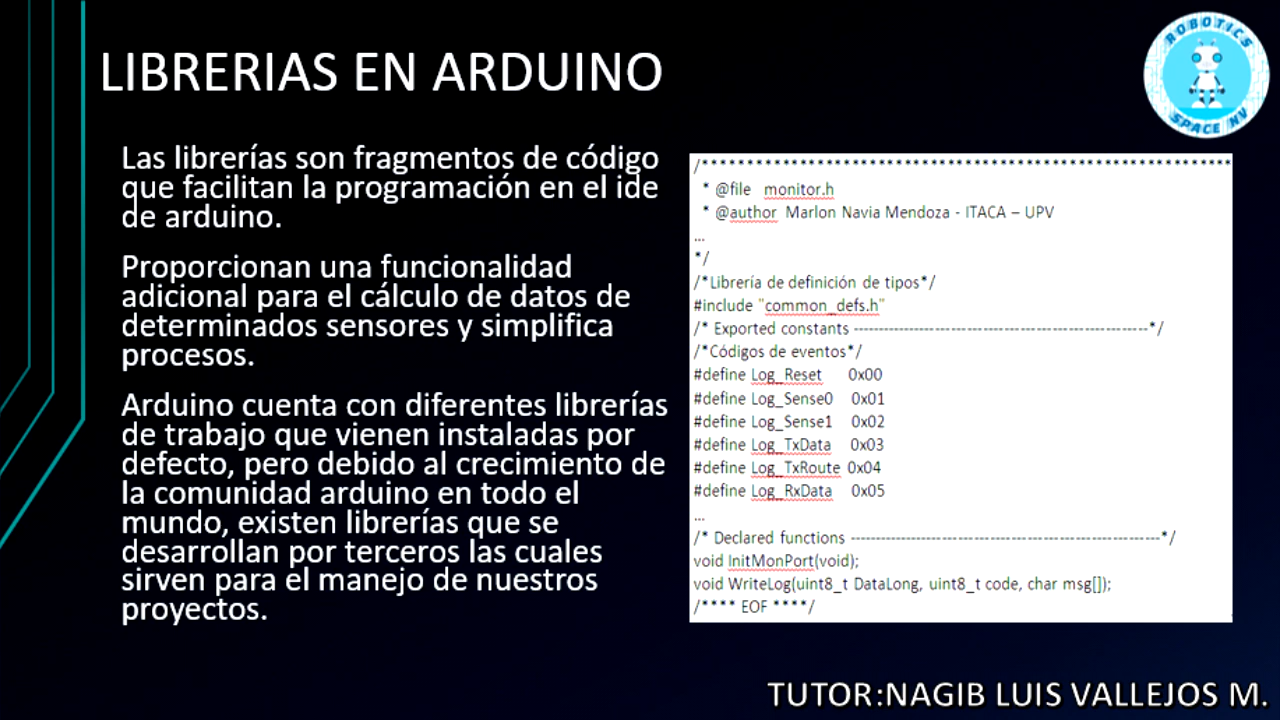 LIBRERIAS EN ARDUINO
ROBOTICS
SPACE NV
Las librerías son fragmentos de código
que facilitan la programación en el ide
de arduino.
Proporcionan una funcionalidad
adicional para el cálculo de datos de
determinados sensores y simplifica
procesos.
Arduino cuenta con diferentes librerías
de trabajo que vienen instaladas por
defecto, pero debido al crecimiento de
la comunidad arduino en todo el
mundo, existen librerías que se
desarrollan por terceros las cuales
sirven para el manejo de nuestros
proyectos.
/************************************************************
* @file monitor.h
* @author Marlon Navia Mendoza - ITACA – UPV
...
*/
/*Librería de definición de tipos*/
#include "common_defs.h"
/* Exported constants ------------------------------------------------------------*/
/*Códigos de eventos*/
#define Log_Reset 0x00
#define Log_Sense0 0x01
#define Log_Sense1 0x02
#define Log_TxData 0x03
#define Log_TxRoute 0x04
#define Log_RxData 0x05
...
/* Declared functions ---------------------------------------------------------------*/
void InitMonPort(void);
void WriteLog(uint8_t DataLong, uint8_t code, char msg[]);
/**** EOF ****/
TUTOR:NAGIB LUIS VALLEJOS M.